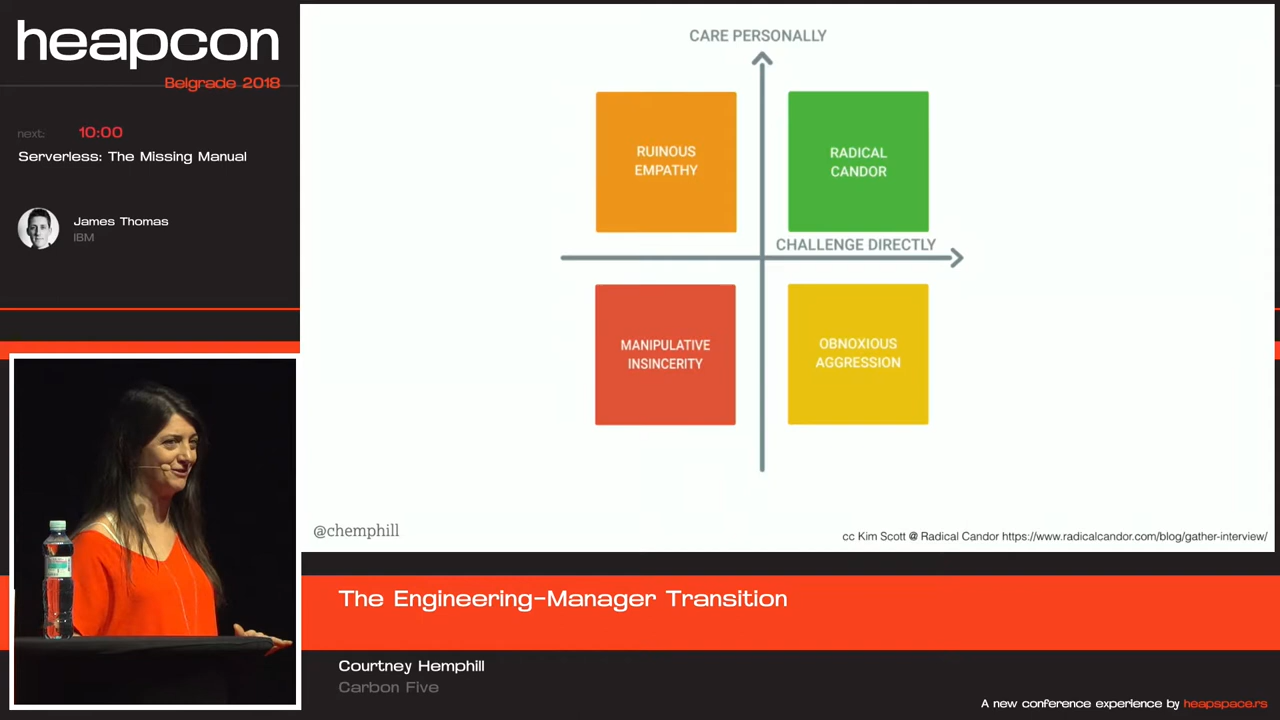 heapcon
Belgrade 2018
next: 10:00
Serverless: The Missing Manual
James Thomas
IBM
CARE PERSONALLY
RUINOUS
EMPATHY
RADICAL
CANDOR
CHALLENGE DIRECTLY
MANIPULATIVE
INSINCERITY
OBNOXIOUS
AGGRESSION
@chemphill
cc Kim Scott @ Radical Candor https://www.radicalcandor.com/blog/gather-interview/
The Engineering-Manager Transition
Courtney Hemphill
Carbon Five
A new conference experience by heapspace.rs